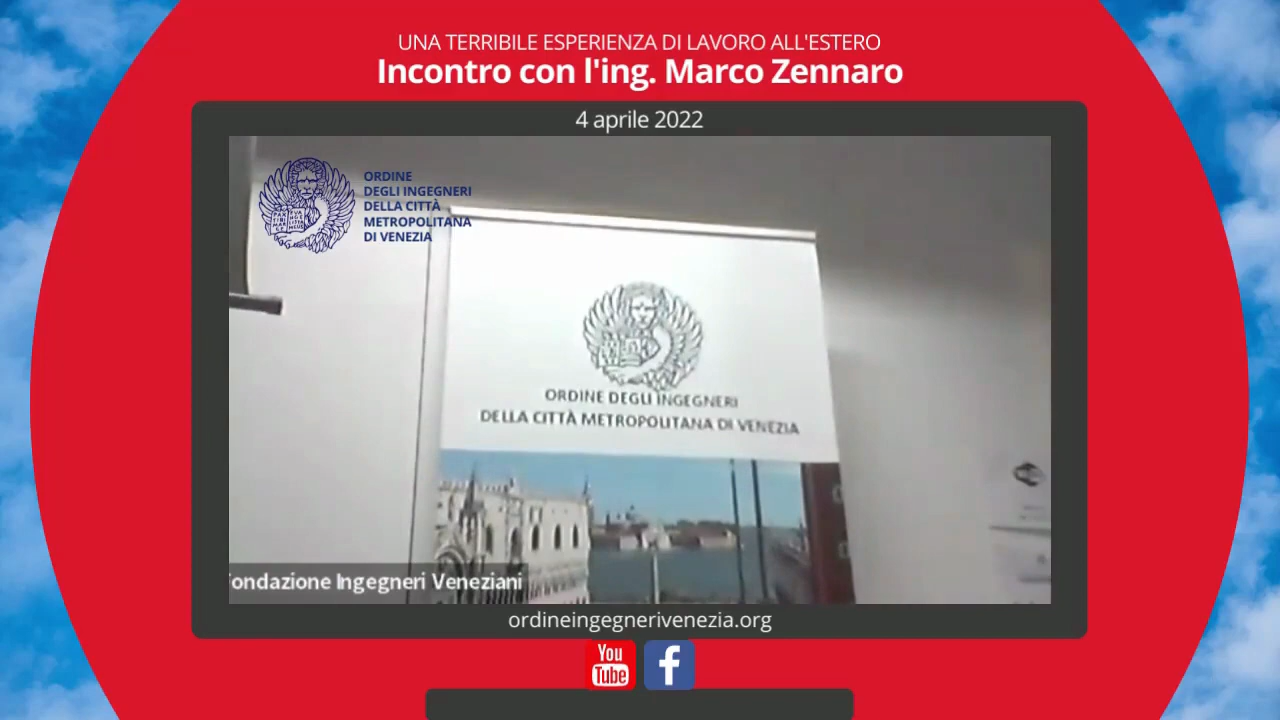 UNA TERRIBILE ESPERIENZA DI LAVORO ALL'ESTERO
Incontro con l'ing. Marco Zennaro
4 aprile 2022
ORDINE
DEGLI INGEGNERI
DELLA CITTÀ
METROPOLITANA
DI VENEZIA
ORDINE DEGLI INGEGNERI
DELLA CITTÀ METROPOLITANA DI VENEZIA
Fondazione Ingegneri Veneziani
ordineingegnerivenezia.org
You
Tube
f